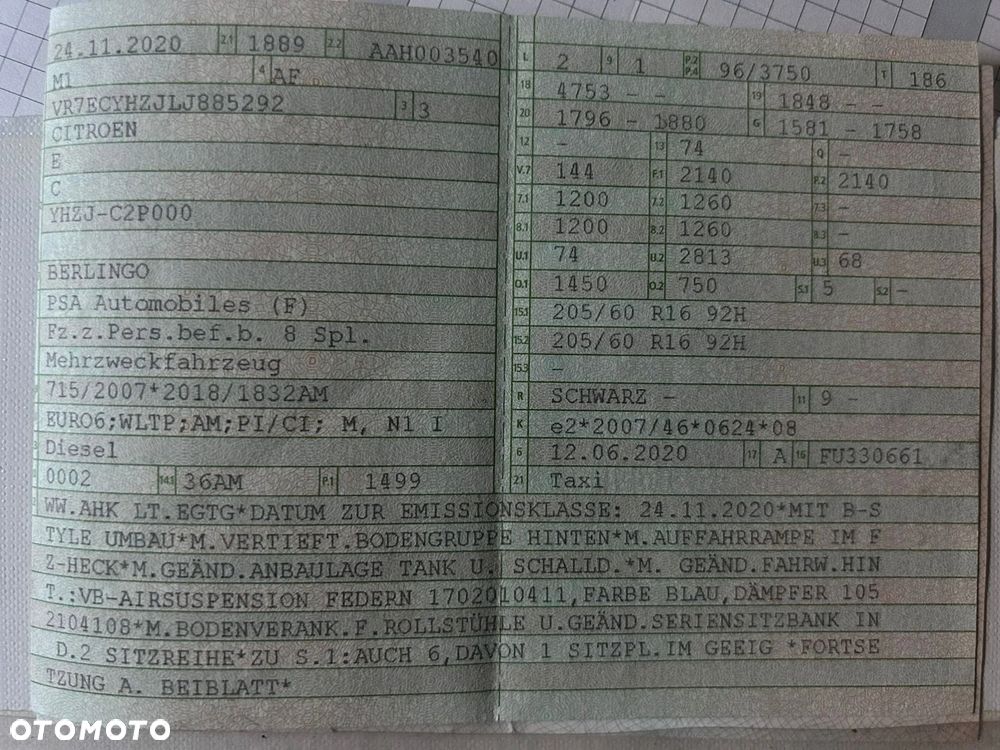 24.11.2020 2.1 1889 2.2 AAH003540
M1 4 AF
VR7ECYHZJLJ885292 3 3
CITROEN
E
C
YHZJ-C2P000
BERLINGO
PSA Automobiles (F)
Fz.z.Pers.bef.b. 8 Spl.
Mehrzweckfahrzeug
715/2007*2018/1832AM
EURO6;WLTP;AM;PI/CI; M, N1 I
Diesel
0002 14.1 36AM P.1 1499
L 2 9 1 P.2 P.4 96/3750 T 186
18 4753 - - 19 1848 - -
20 1796 - 1880 G 1581 - 1758
12 - 13 74 Q -
V.7 144 F.1 2140 F.2 2140
7.1 1200 7.2 1260 7.3 -
8.1 1200 8.2 1260 8.3 -
U.1 74 U.2 2813 U.3 68
O.1 1450 O.2 750 S.1 5 S.2 -
15.1 205/60 R16 92H
15.2 205/60 R16 92H
15.3 -
R SCHWARZ - 11 9 -
K e2*2007/46*0624*08
6 12.06.2020 17 A 16 FU330661
21 Taxi
WW.AHK LT.EGTG*DATUM ZUR EMISSIONSKLASSE: 24.11.2020*MIT B-S
TYLE UMBAU*M.VERTIEFT.BODENGRUPPE HINTEN*M.AUFFAHRRAMPE IM F
Z-HECK*M.GEÄND.ANBAULAGE TANK U. SCHALLD.*M. GEÄND.FAHRW.HIN
T.:VB-AIRSUSPENSION FEDERN 1702010411,FARBE BLAU,DÄMPFER 105
2104108*M.BODENVERANK.F.ROLLSTÜHLE U.GEÄND.SERIENSITZBANK IN
D.2 SITZREIHE*ZU S.1:AUCH 6,DAVON 1 SITZPL.IM GEEIG *FORTSE
TZUNG A. BEIBLATT*
OTOMOTO